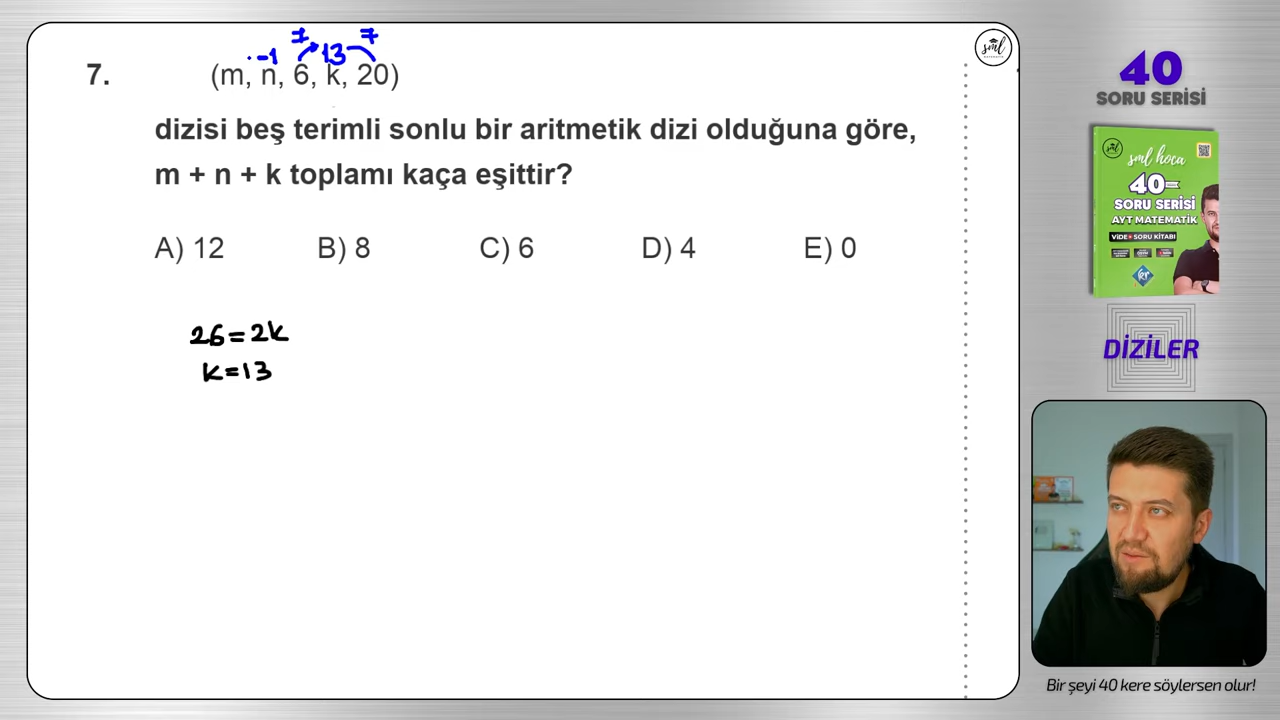 -1 7 13 7
7. (m, n, 6, k, 20)
dizisi beş terimli sonlu bir aritmetik dizi olduğuna göre,
m + n + k toplamı kaça eşittir?
A) 12 B) 8 C) 6 D) 4 E) 0
26=2k
k=13
sml
40
SORU SERİSİ
sml hoca
40
SORU SERİSİ
AYT MATEMATİK
VİDEO SORU KİTABI
DİZİLER
Bir şeyi 40 kere söylersen olur!